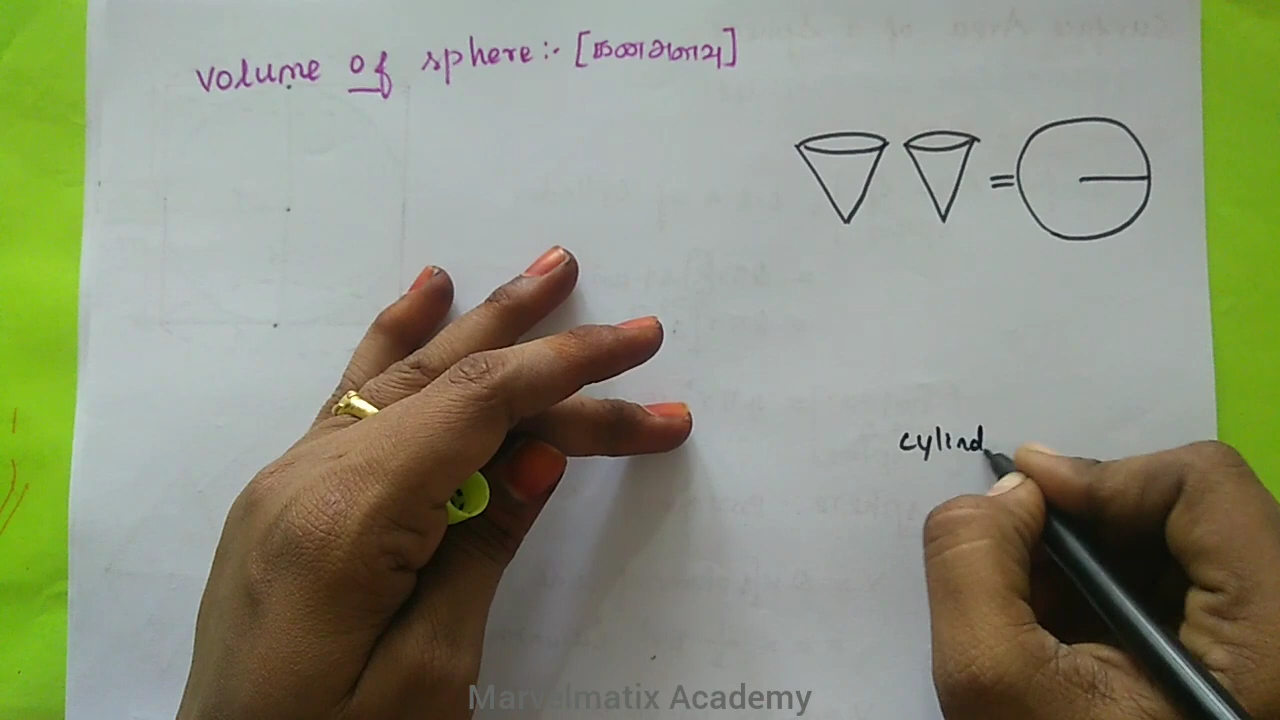 volume of sphere:- [கனஅளவு]
=
cylind
Marvelmatix Academy